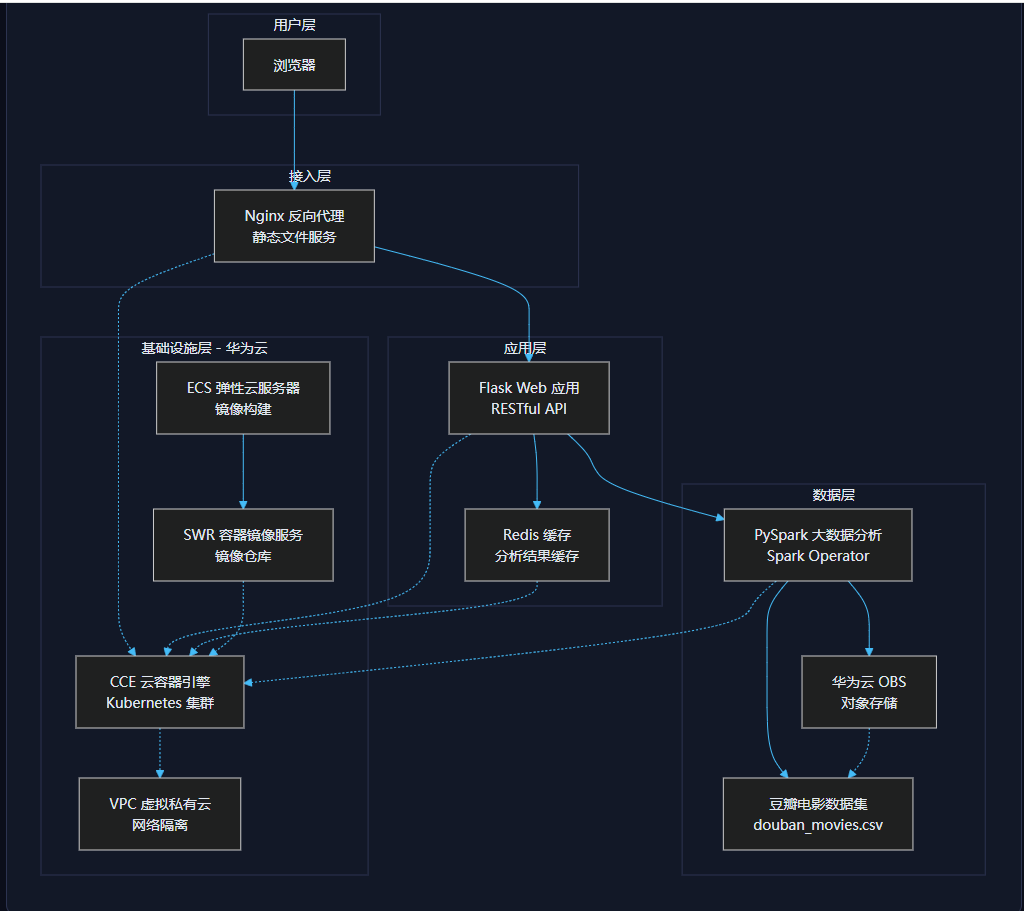 用户层
浏览器
接入层
Nginx 反向代理
静态文件服务
基础设施层 - 华为云
ECS 弹性云服务器
镜像构建
SWR 容器镜像服务
镜像仓库
CCE 云容器引擎
Kubernetes 集群
VPC 虚拟私有云
网络隔离
应用层
Flask Web 应用
RESTful API
Redis 缓存
分析结果缓存
数据层
PySpark 大数据分析
Spark Operator
华为云 OBS
对象存储
豆瓣电影数据集
douban_movies.csv